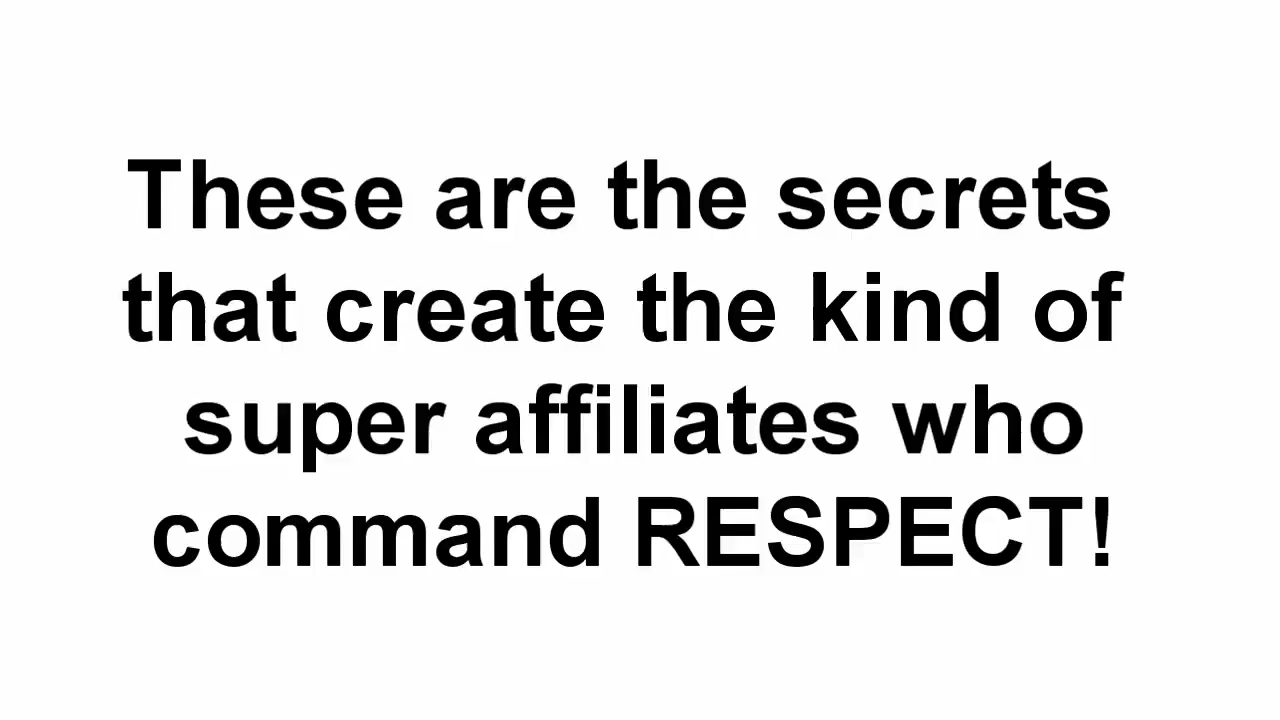 These are the secrets
that create the kind of
super affiliates who
command RESPECT!